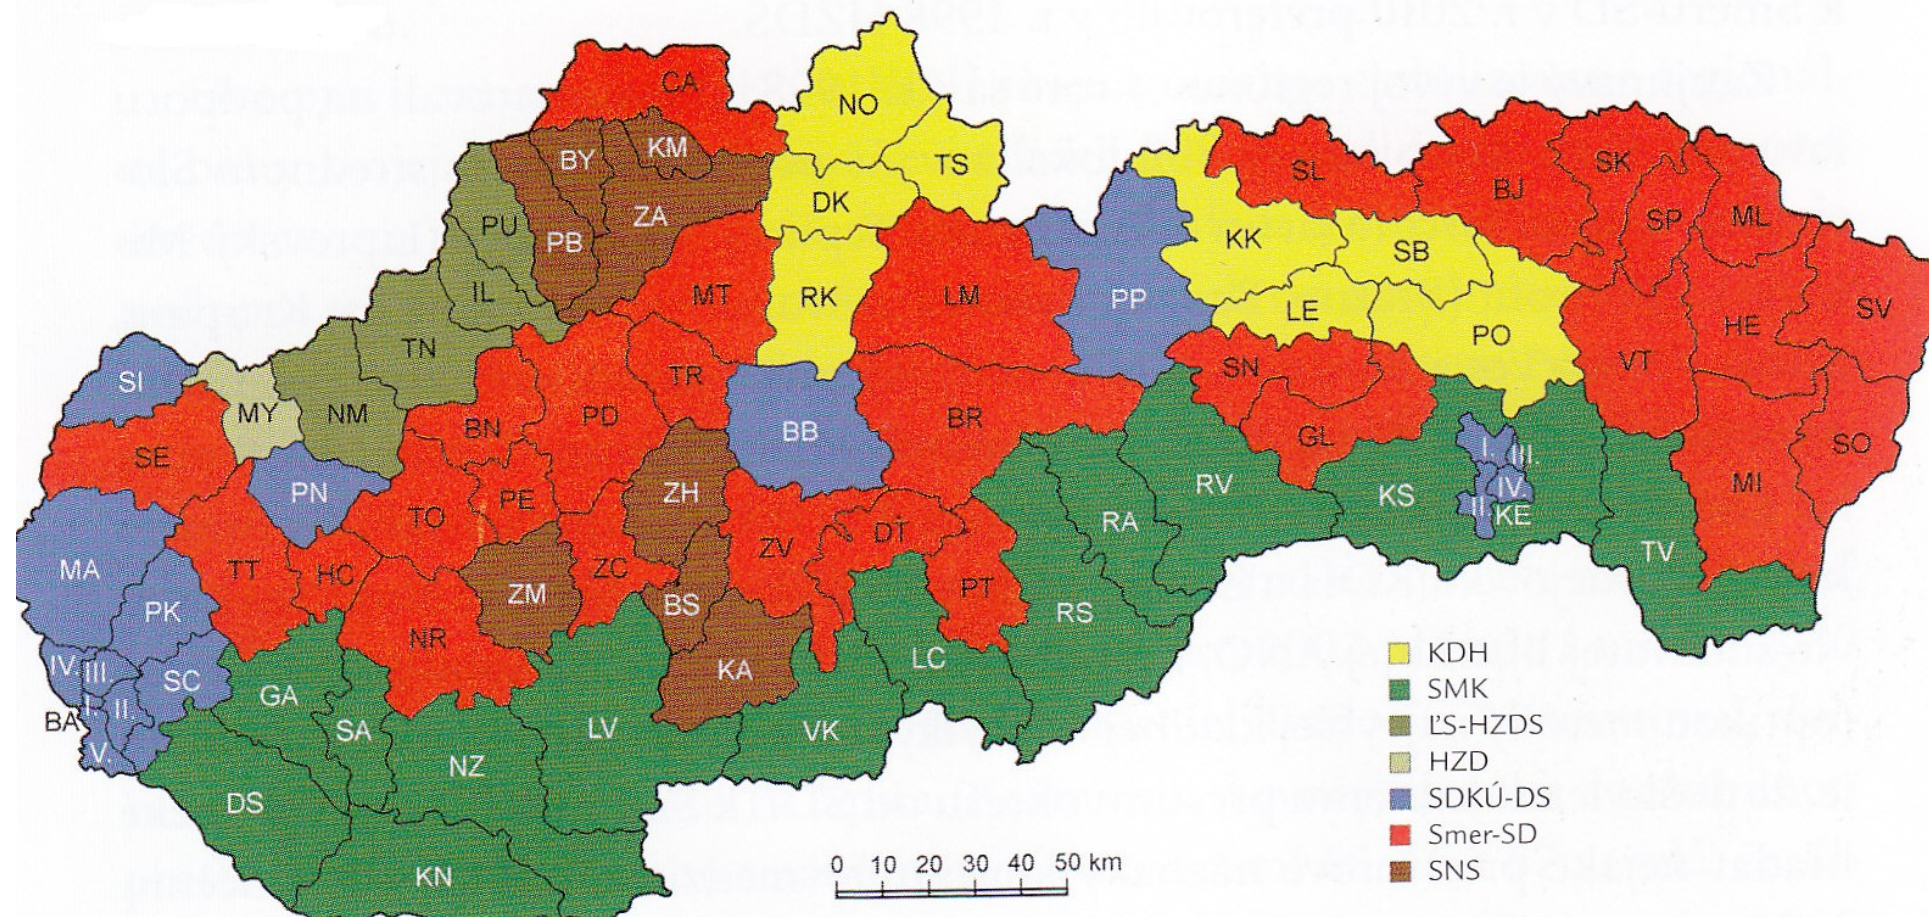 CA
NO
BY
KM
TS
SL
SK
BJ
PU
ZA
DK
SP
ML
PB
KK
SB
IL
MT
RK
LM
PP
LE
SV
HE
PO
TN
VT
SI
TR
SN
MY
NM
BN
PD
BB
BR
GL
SE
I.
III.
SO
PN
ZH
RV
KS
IV.
MI
TO
PE
II.
KE
RA
DT
ZV
TV
MA
TT
HC
ZC
PT
ZM
PK
BS
RS
NR
IV.
III.
SC
LC
KA
GA
I.
II.
BA
SA
LV
VK
V.
NZ
DS
KN
KDH
SMK
ĽS-HZDS
HZD
SDKÚ-DS
Smer-SD
SNS
0 10 20 30 40 50 km